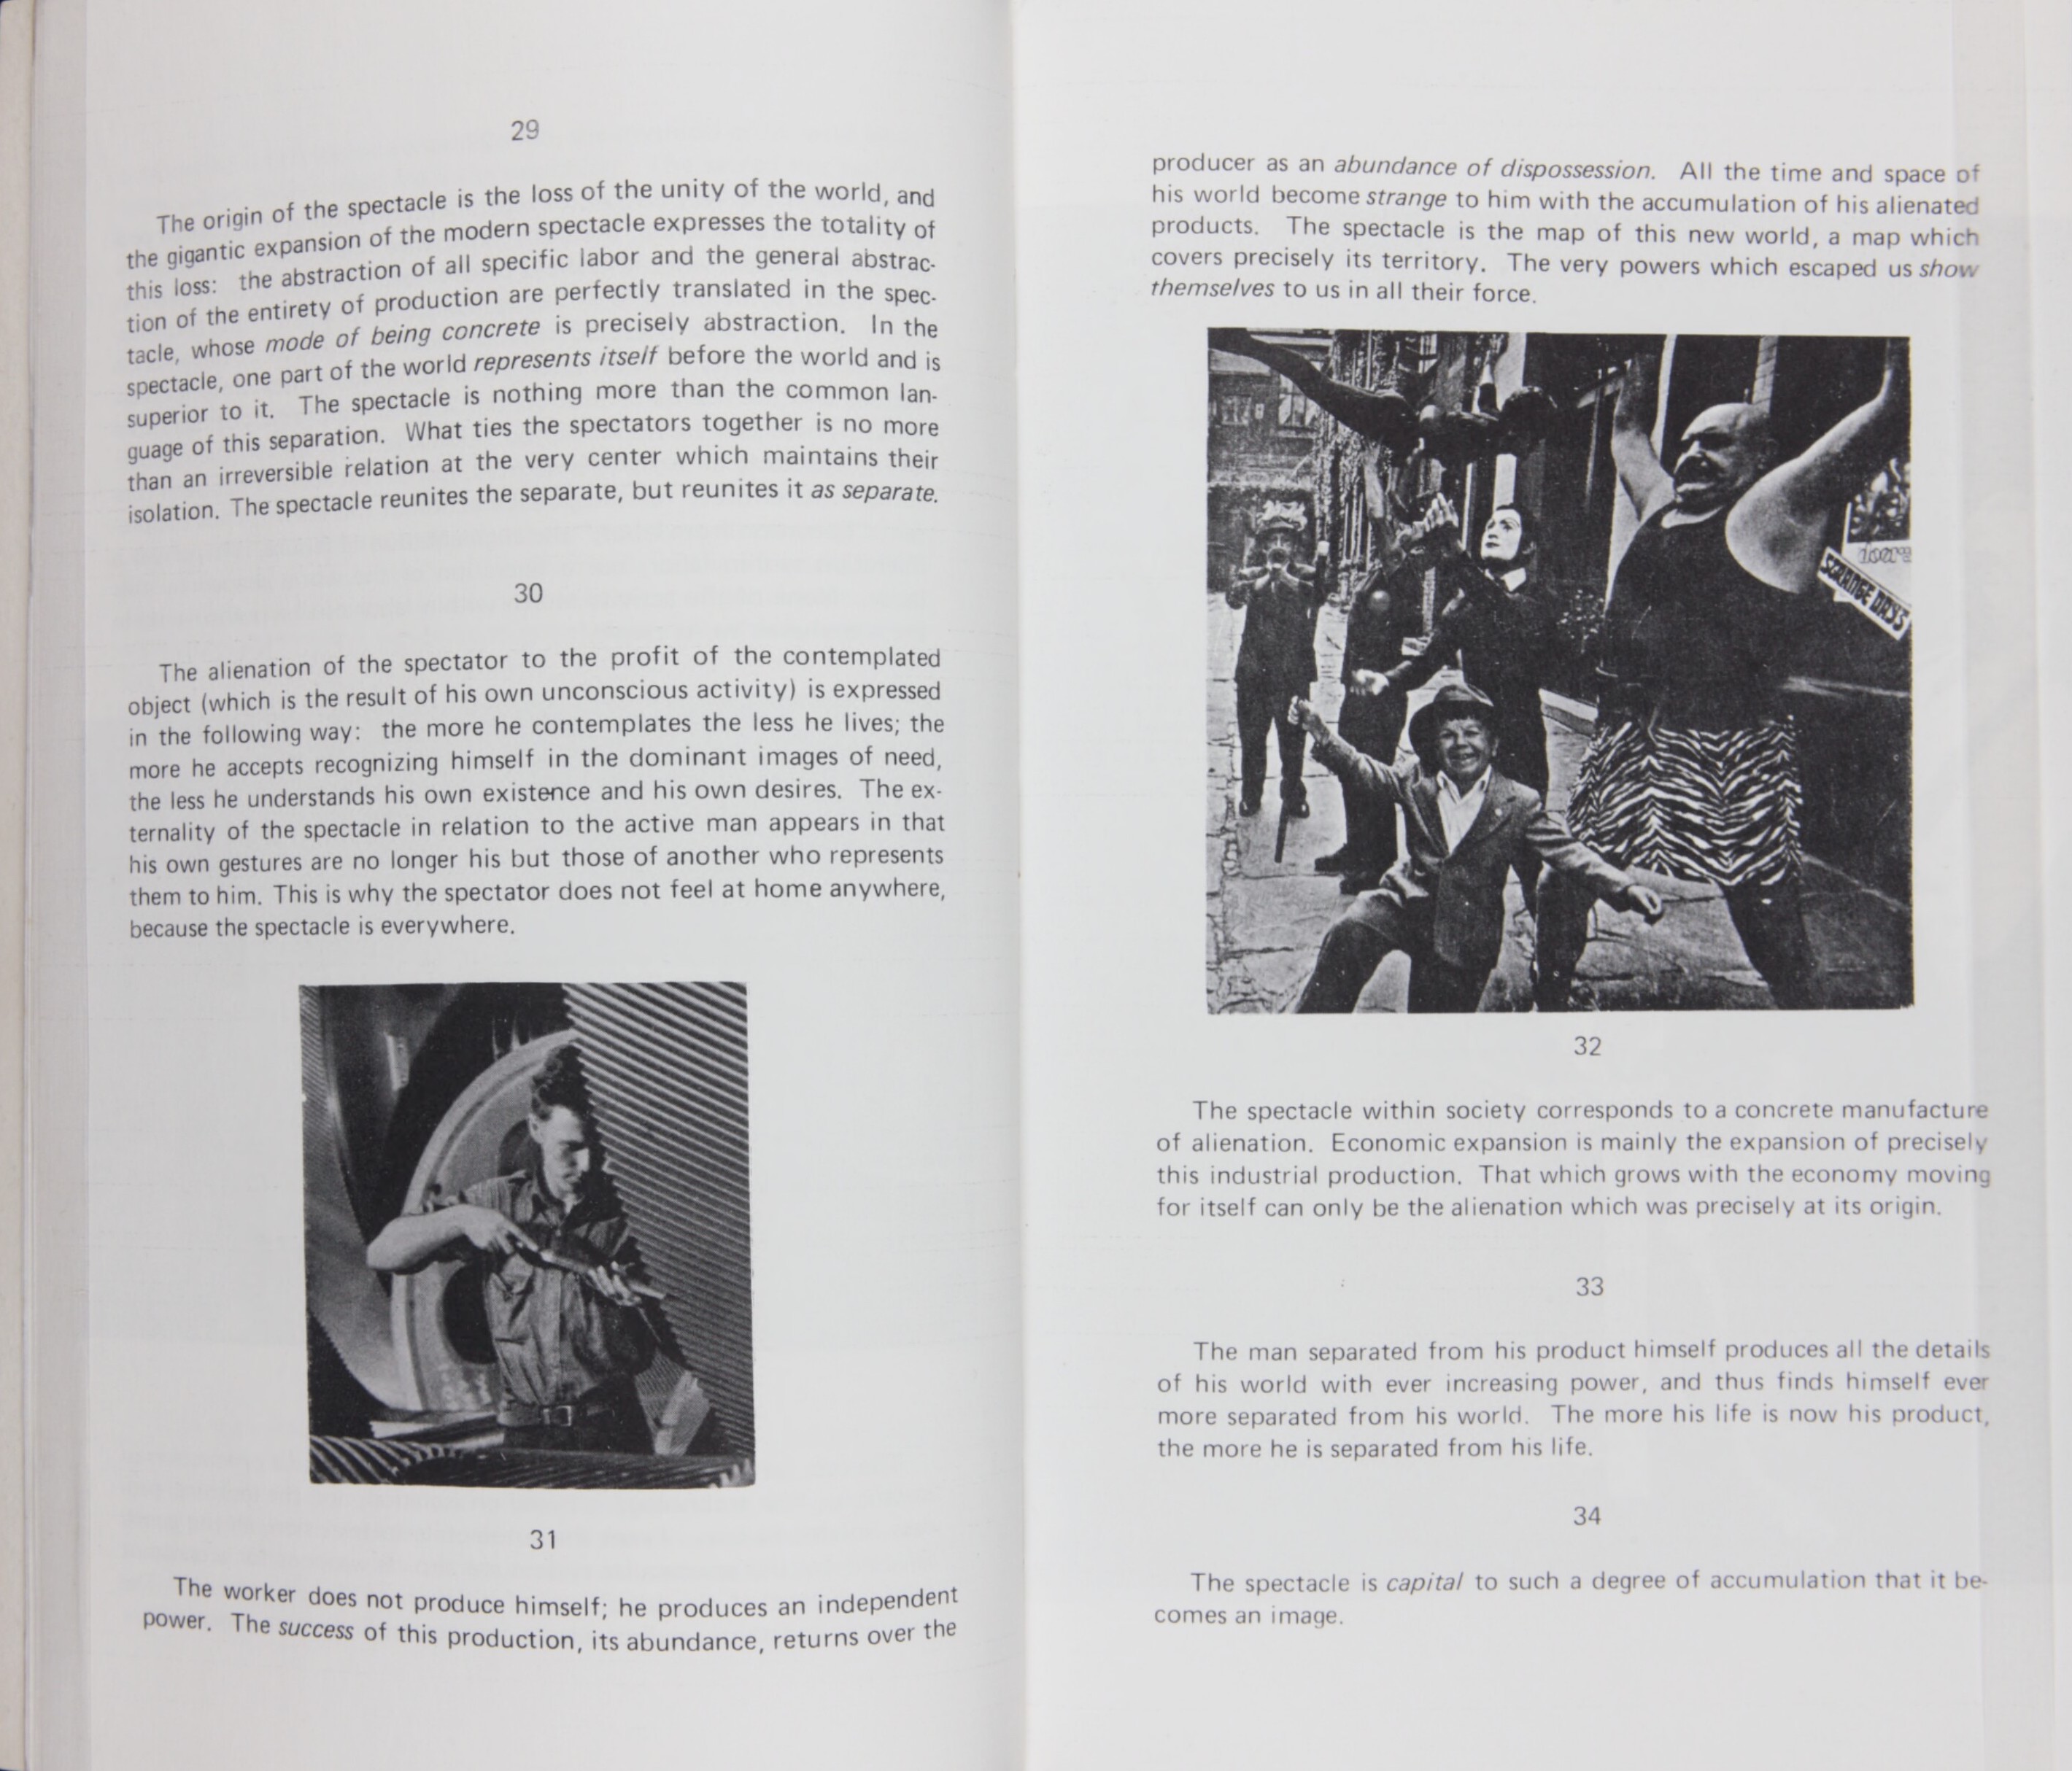 29
The origin of the spectacle is the loss of the unity of the world, and
the gigantic expansion of the modern spectacle expresses the totality of
this loss: the abstraction of all specific labor and the general abstrac-
tion of the entirety of production are perfectly translated in the spec-
tacle, whose mode of being concrete is precisely abstraction. In the
spectacle, one part of the world represents itself before the world and is
superior to it. The spectacle is nothing more than the common lan-
guage of this separation. What ties the spectators together is no more
than an irreversible relation at the very center which maintains their
isolation. The spectacle reunites the separate, but reunites it as separate.
30
The alienation of the spectator to the profit of the contemplated
object (which is the result of his own unconscious activity) is expressed
in the following way: the more he contemplates the less he lives; the
more he accepts recognizing himself in the dominant images of need,
the less he understands his own existence and his own desires. The ex-
ternality of the spectacle in relation to the active man appears in that
his own gestures are no longer his but those of another who represents
them to him. This is why the spectator does not feel at home anywhere,
because the spectacle is everywhere.
31
The worker does not produce himself; he produces an independent
power. The success of this production, its abundance, returns over the
producer as an abundance of dispossession. All the time and space of
his world become strange to him with the accumulation of his alienated
products. The spectacle is the map of this new world, a map which
covers precisely its territory. The very powers which escaped us show
themselves to us in all their force.
STRANGE DAYS
32
The spectacle within society corresponds to a concrete manufacture
of alienation. Economic expansion is mainly the expansion of precisely
this industrial production. That which grows with the economy moving
for itself can only be the alienation which was precisely at its origin.
33
The man separated from his product himself produces all the details
of his world with ever increasing power, and thus finds himself ever
more separated from his world. The more his life is now his product,
the more he is separated from his life.
34
The spectacle is capital to such a degree of accumulation that it be-
comes an image.